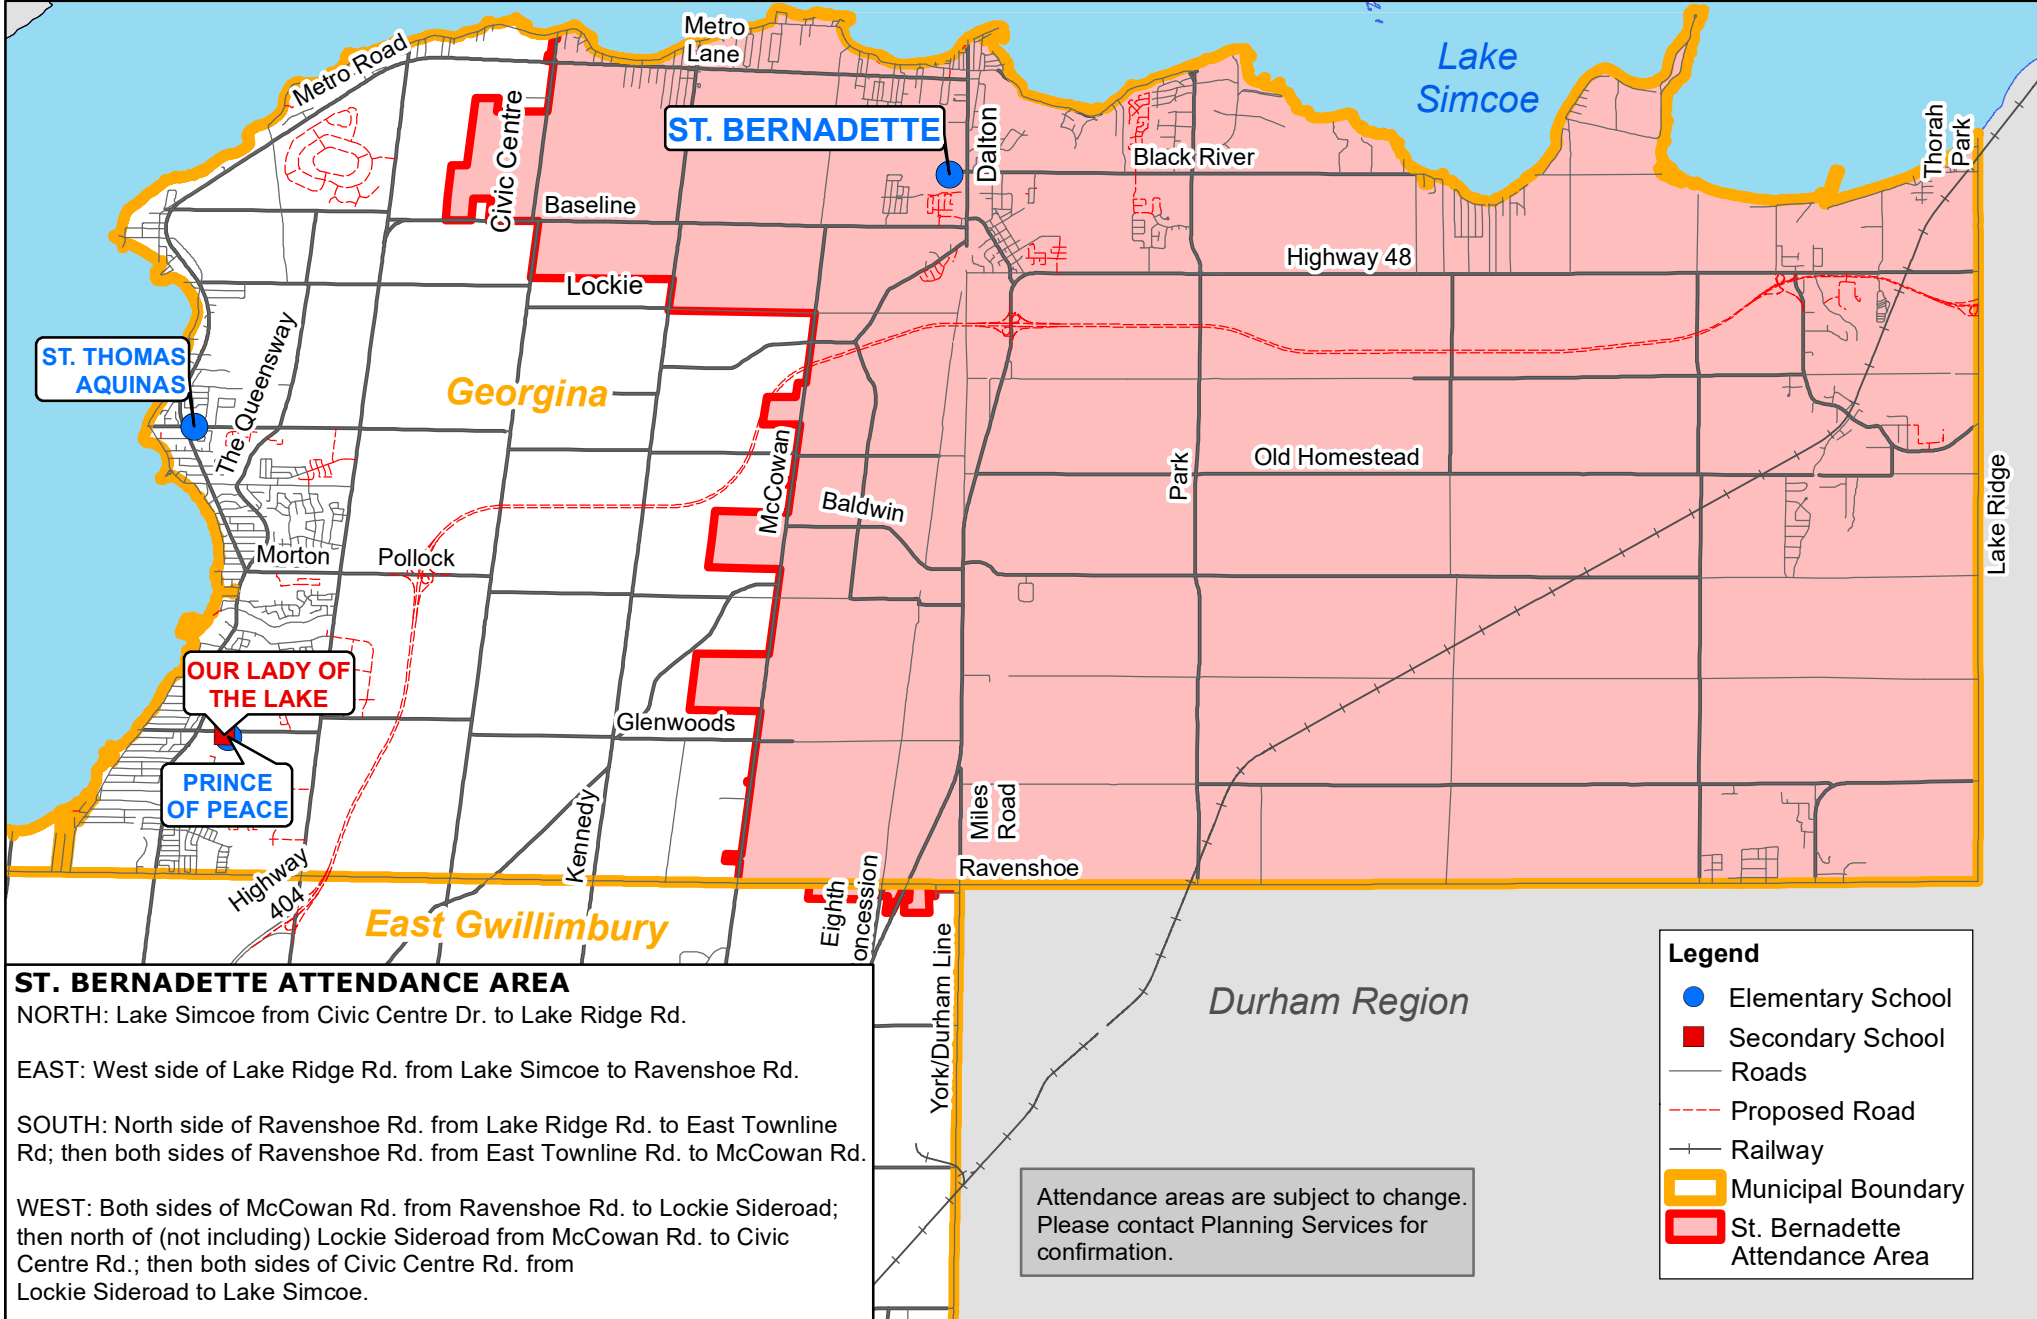 Metro
Lane
Metro Road
Lake
Simcoe
Civic Centre
ST. BERNADETTE
Dalton
Black River
Thorah
Park
Baseline
Highway 48
Lockie
The Queensway
ST. THOMAS
AQUINAS
Georgina
McCowan
Park
Old Homestead
Lake Ridge
Baldwin
Morton
Pollock
OUR LADY OF
THE LAKE
Glenwoods
PRINCE
OF PEACE
Kennedy
Miles
Road
Highway
404
Ravenshoe
Eighth
oncession
East Gwillimbury
York/Durham Line
Durham Region
ST. BERNADETTE ATTENDANCE AREA
NORTH: Lake Simcoe from Civic Centre Dr. to Lake Ridge Rd.
EAST: West side of Lake Ridge Rd. from Lake Simcoe to Ravenshoe Rd.
SOUTH: North side of Ravenshoe Rd. from Lake Ridge Rd. to East Townline
Rd; then both sides of Ravenshoe Rd. from East Townline Rd. to McCowan Rd.
WEST: Both sides of McCowan Rd. from Ravenshoe Rd. to Lockie Sideroad;
then north of (not including) Lockie Sideroad from McCowan Rd. to Civic
Centre Rd.; then both sides of Civic Centre Rd. from
Lockie Sideroad to Lake Simcoe.
Attendance areas are subject to change.
Please contact Planning Services for
confirmation.
Legend
Elementary School
Secondary School
Roads
Proposed Road
Railway
Municipal Boundary
St. Bernadette
Attendance Area